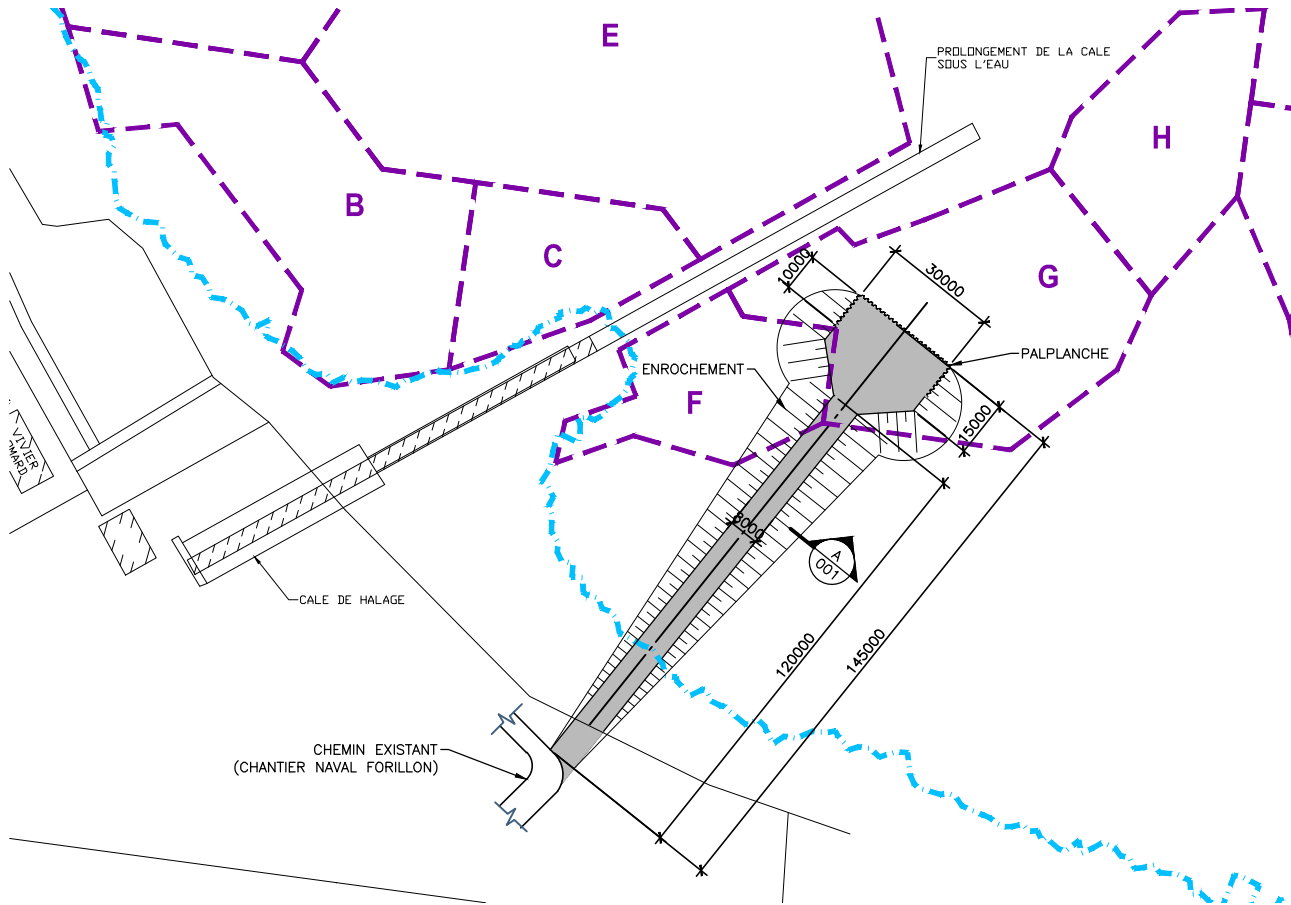 E
PROLONGEMENT DE LA CALE
SOUS L'EAU
H
B
C
10000
30000
G
PALPLANCHE
ENROCHEMENT
F
15000
VIVIER
8000
A
001
CALE DE HALAGE
120000
145000
CHEMIN EXISTANT
(CHANTIER NAVAL FORILLON)